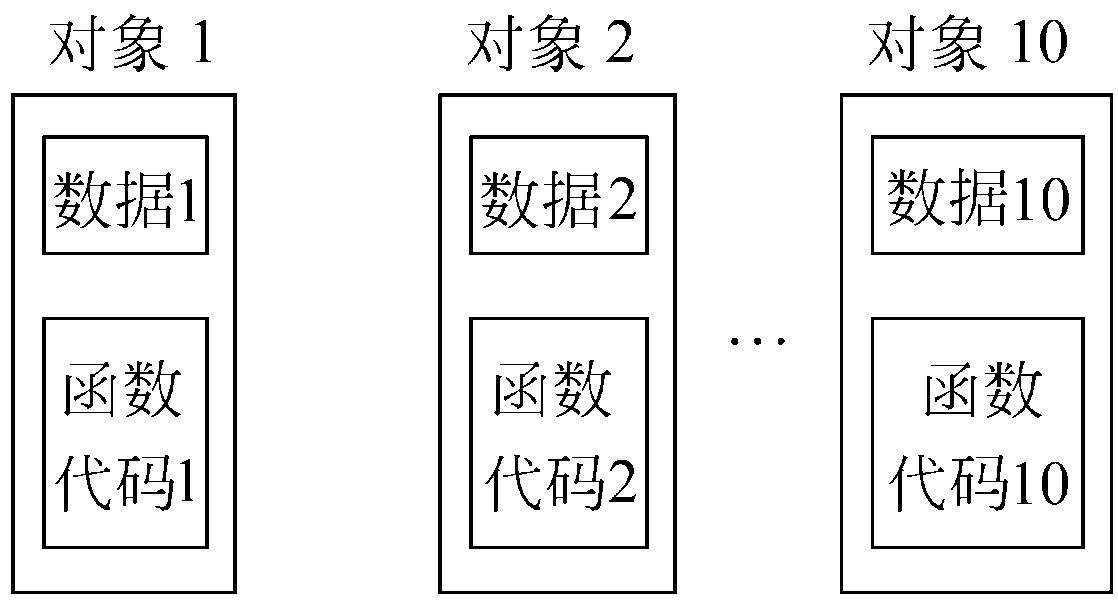 对象 1
数据1
函数
代码1
对象 2
数据2
函数
代码2
…
对象 10
数据10
函数
代码10